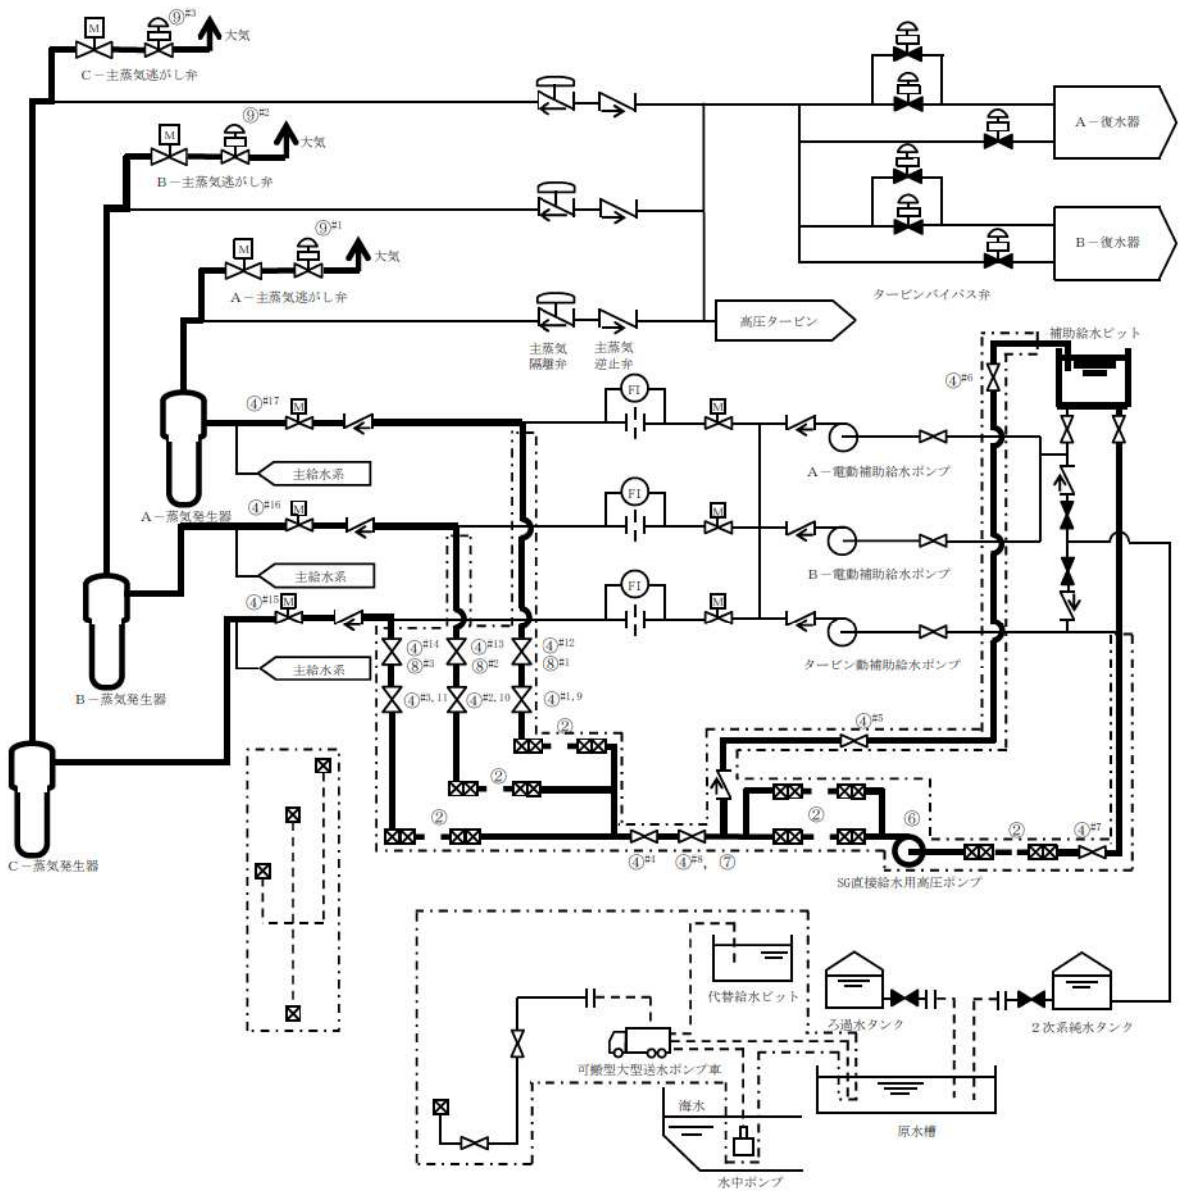 ⑨#3
M
大気
C－主蒸気逃がし弁
⑨#2
M
大気
B－主蒸気逃がし弁
⑨#1
M
大気
A－主蒸気逃がし弁
A－復水器
B－復水器
タービンバイパス弁
高圧タービン
主蒸気
隔離弁
主蒸気
逆止弁
補助給水ピット
④#6
④#17
M
FI
M
主給水系
A－電動補助給水ポンプ
A－蒸気発生器
④#16
M
FI
M
主給水系
B－電動補助給水ポンプ
④#15
M
FI
M
主給水系
タービン動補助給水ポンプ
B－蒸気発生器
④#14
⑧#3
④#13
⑧#2
④#12
⑧#1
④#3,11
④#2,10
④#1,9
④#5
②
②
②
②
⑥
②
④#7
④#4
④#8, ⑦
SG直接給水用高圧ポンプ
C－蒸気発生器
代替給水ピット
ろ過水タンク
2次系純水タンク
可搬型大型送水ポンプ車
海水
原水槽
水中ポンプ